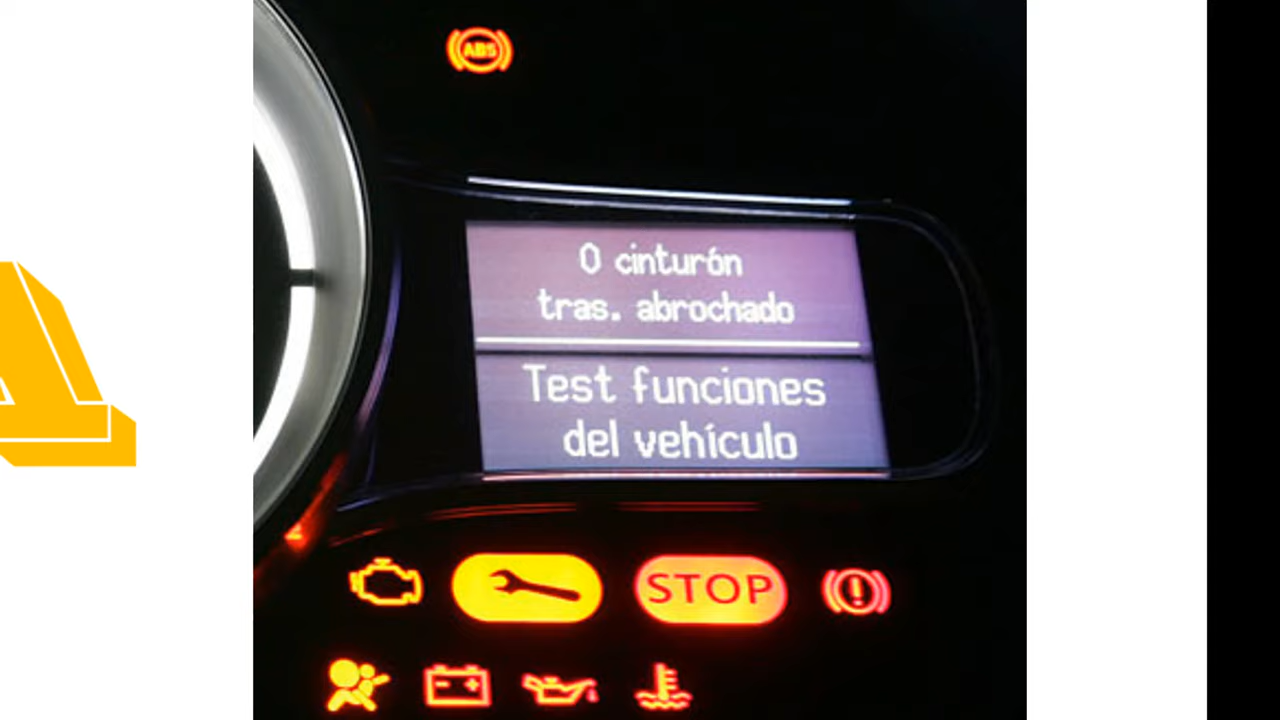 ABS
0 cinturón
tras. abrochado
Test funciones
del vehículo
STOP